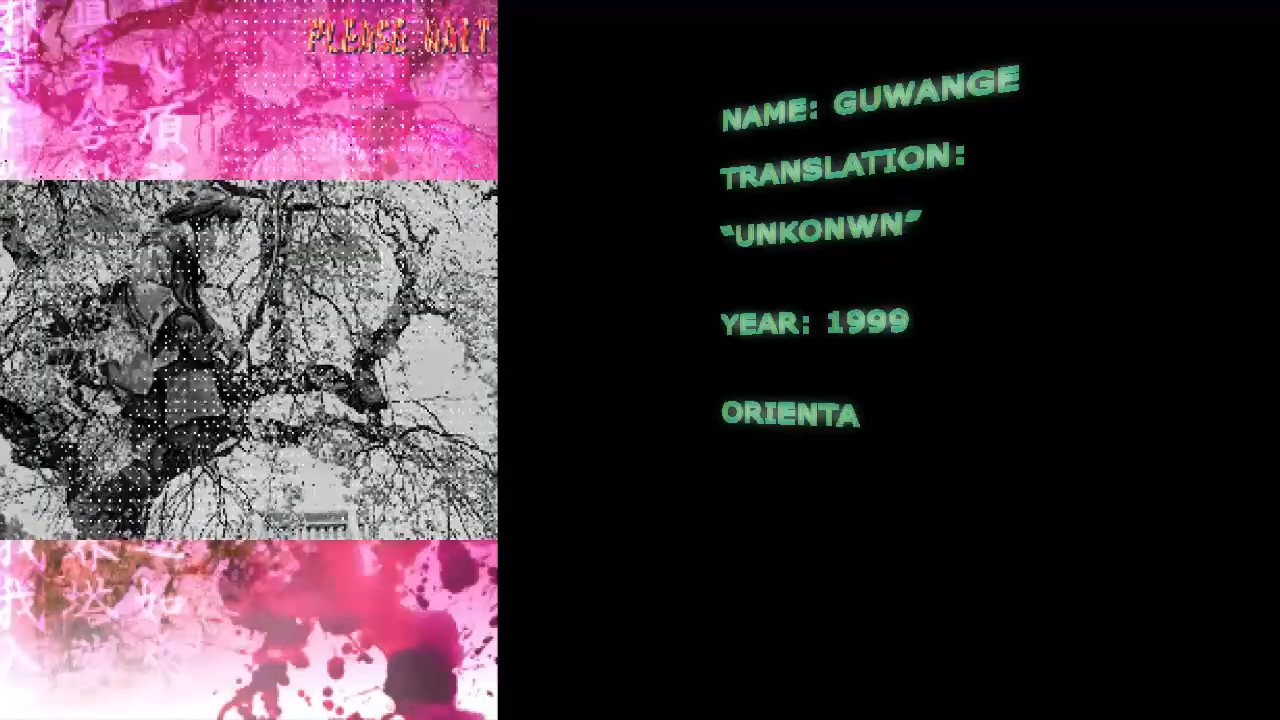 PLEASE WAIT
NAME: GUWANGE
TRANSLATION:
“UNKONWN”
YEAR: 1999
ORIENTA